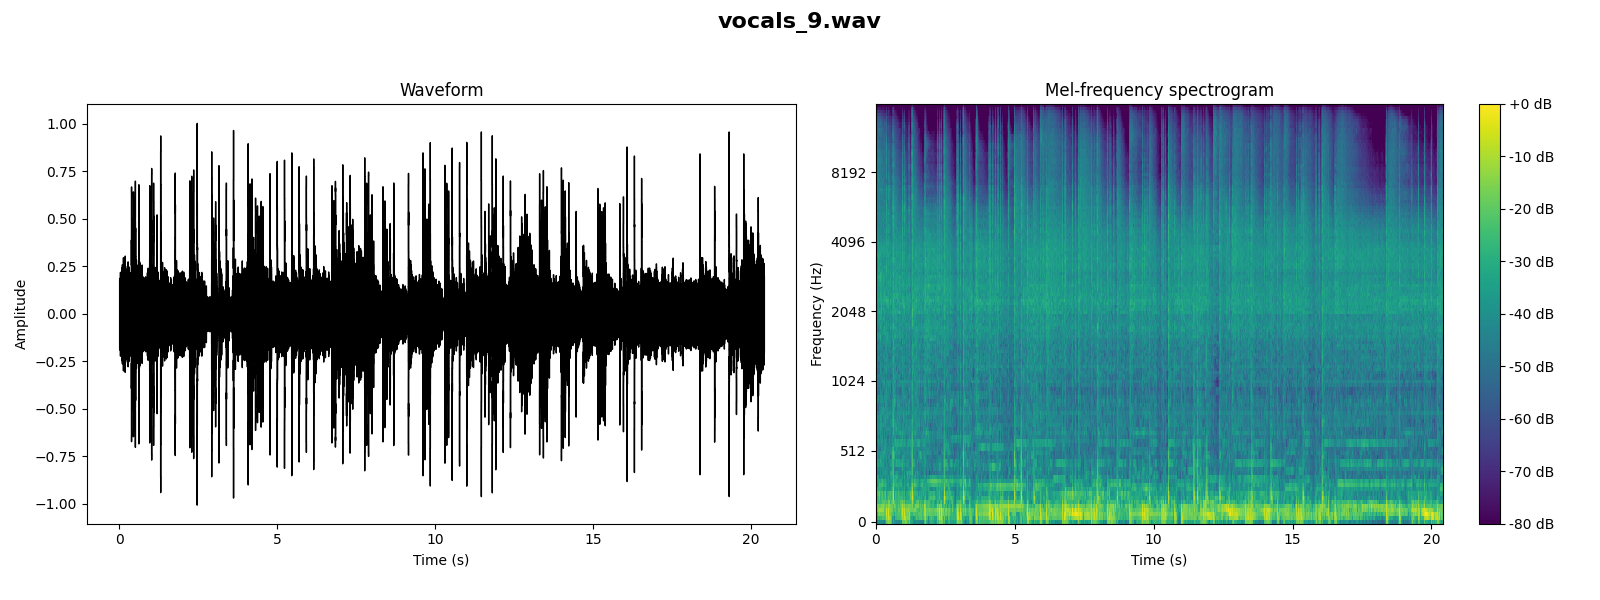 vocals_9.wav
Waveform
Amplitude
1.00
0.75
0.50
0.25
0.00
−0.25
−0.50
−0.75
−1.00
0 5 10 15 20
Time (s)
Mel-frequency spectrogram
Frequency (Hz)
8192
4096
2048
1024
512
0
0 5 10 15 20
Time (s)
+0 dB
-10 dB
-20 dB
-30 dB
-40 dB
-50 dB
-60 dB
-70 dB
-80 dB